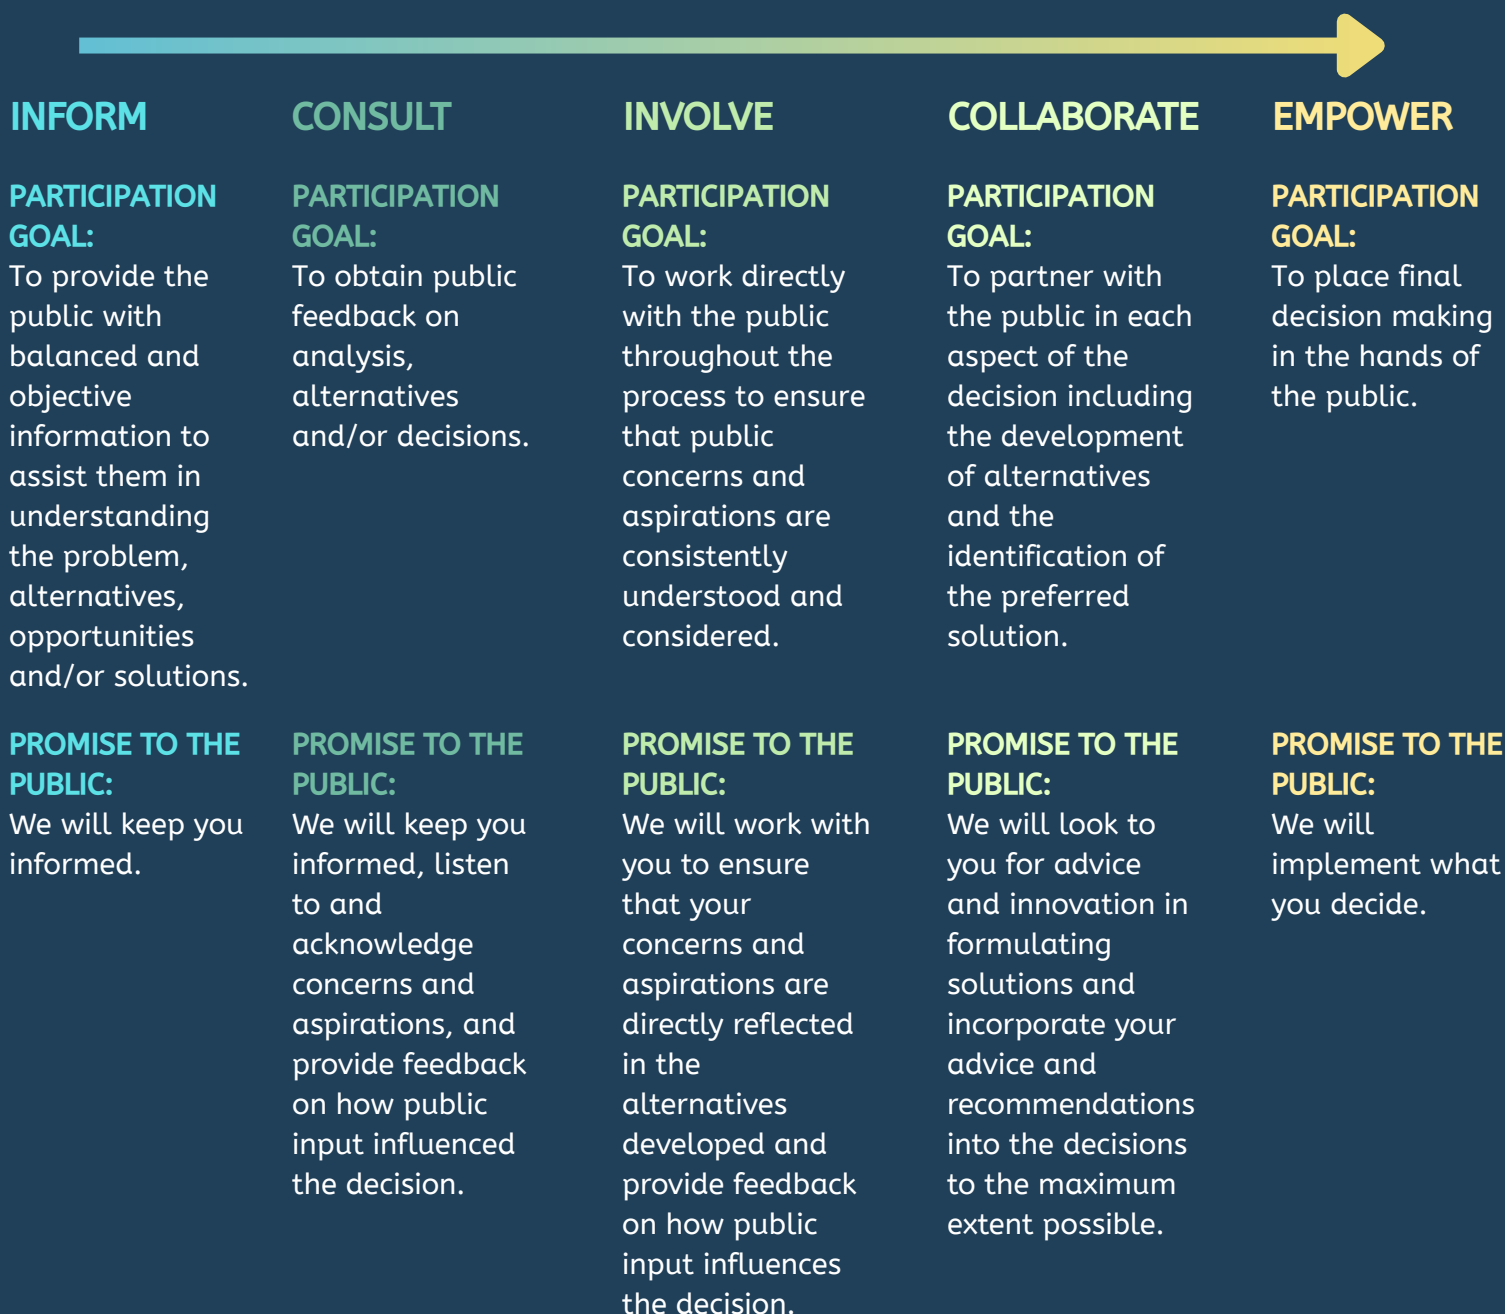 INFORM
PARTICIPATION
GOAL:
To provide the
public with
balanced and
objective
information to
assist them in
understanding
the problem,
alternatives,
opportunities
and/or solutions.
PROMISE TO THE
PUBLIC:
We will keep you
informed.
CONSULT
PARTICIPATION
GOAL:
To obtain public
feedback on
analysis,
alternatives
and/or decisions.
PROMISE TO THE
PUBLIC:
We will keep you
informed, listen
to and
acknowledge
concerns and
aspirations, and
provide feedback
on how public
input influenced
the decision.
INVOLVE
PARTICIPATION
GOAL:
To work directly
with the public
throughout the
process to ensure
that public
concerns and
aspirations are
consistently
understood and
considered.
PROMISE TO THE
PUBLIC:
We will work with
you to ensure
that your
concerns and
aspirations are
directly reflected
in the
alternatives
developed and
provide feedback
on how public
input influences
the decision.
COLLABORATE
PARTICIPATION
GOAL:
To partner with
the public in each
aspect of the
decision including
the development
of alternatives
and the
identification of
the preferred
solution.
PROMISE TO THE
PUBLIC:
We will look to
you for advice
and innovation in
formulating
solutions and
incorporate your
advice and
recommendations
into the decisions
to the maximum
extent possible.
EMPOWER
PARTICIPATION
GOAL:
To place final
decision making
in the hands of
the public.
PROMISE TO THE
PUBLIC:
We will
implement what
you decide.